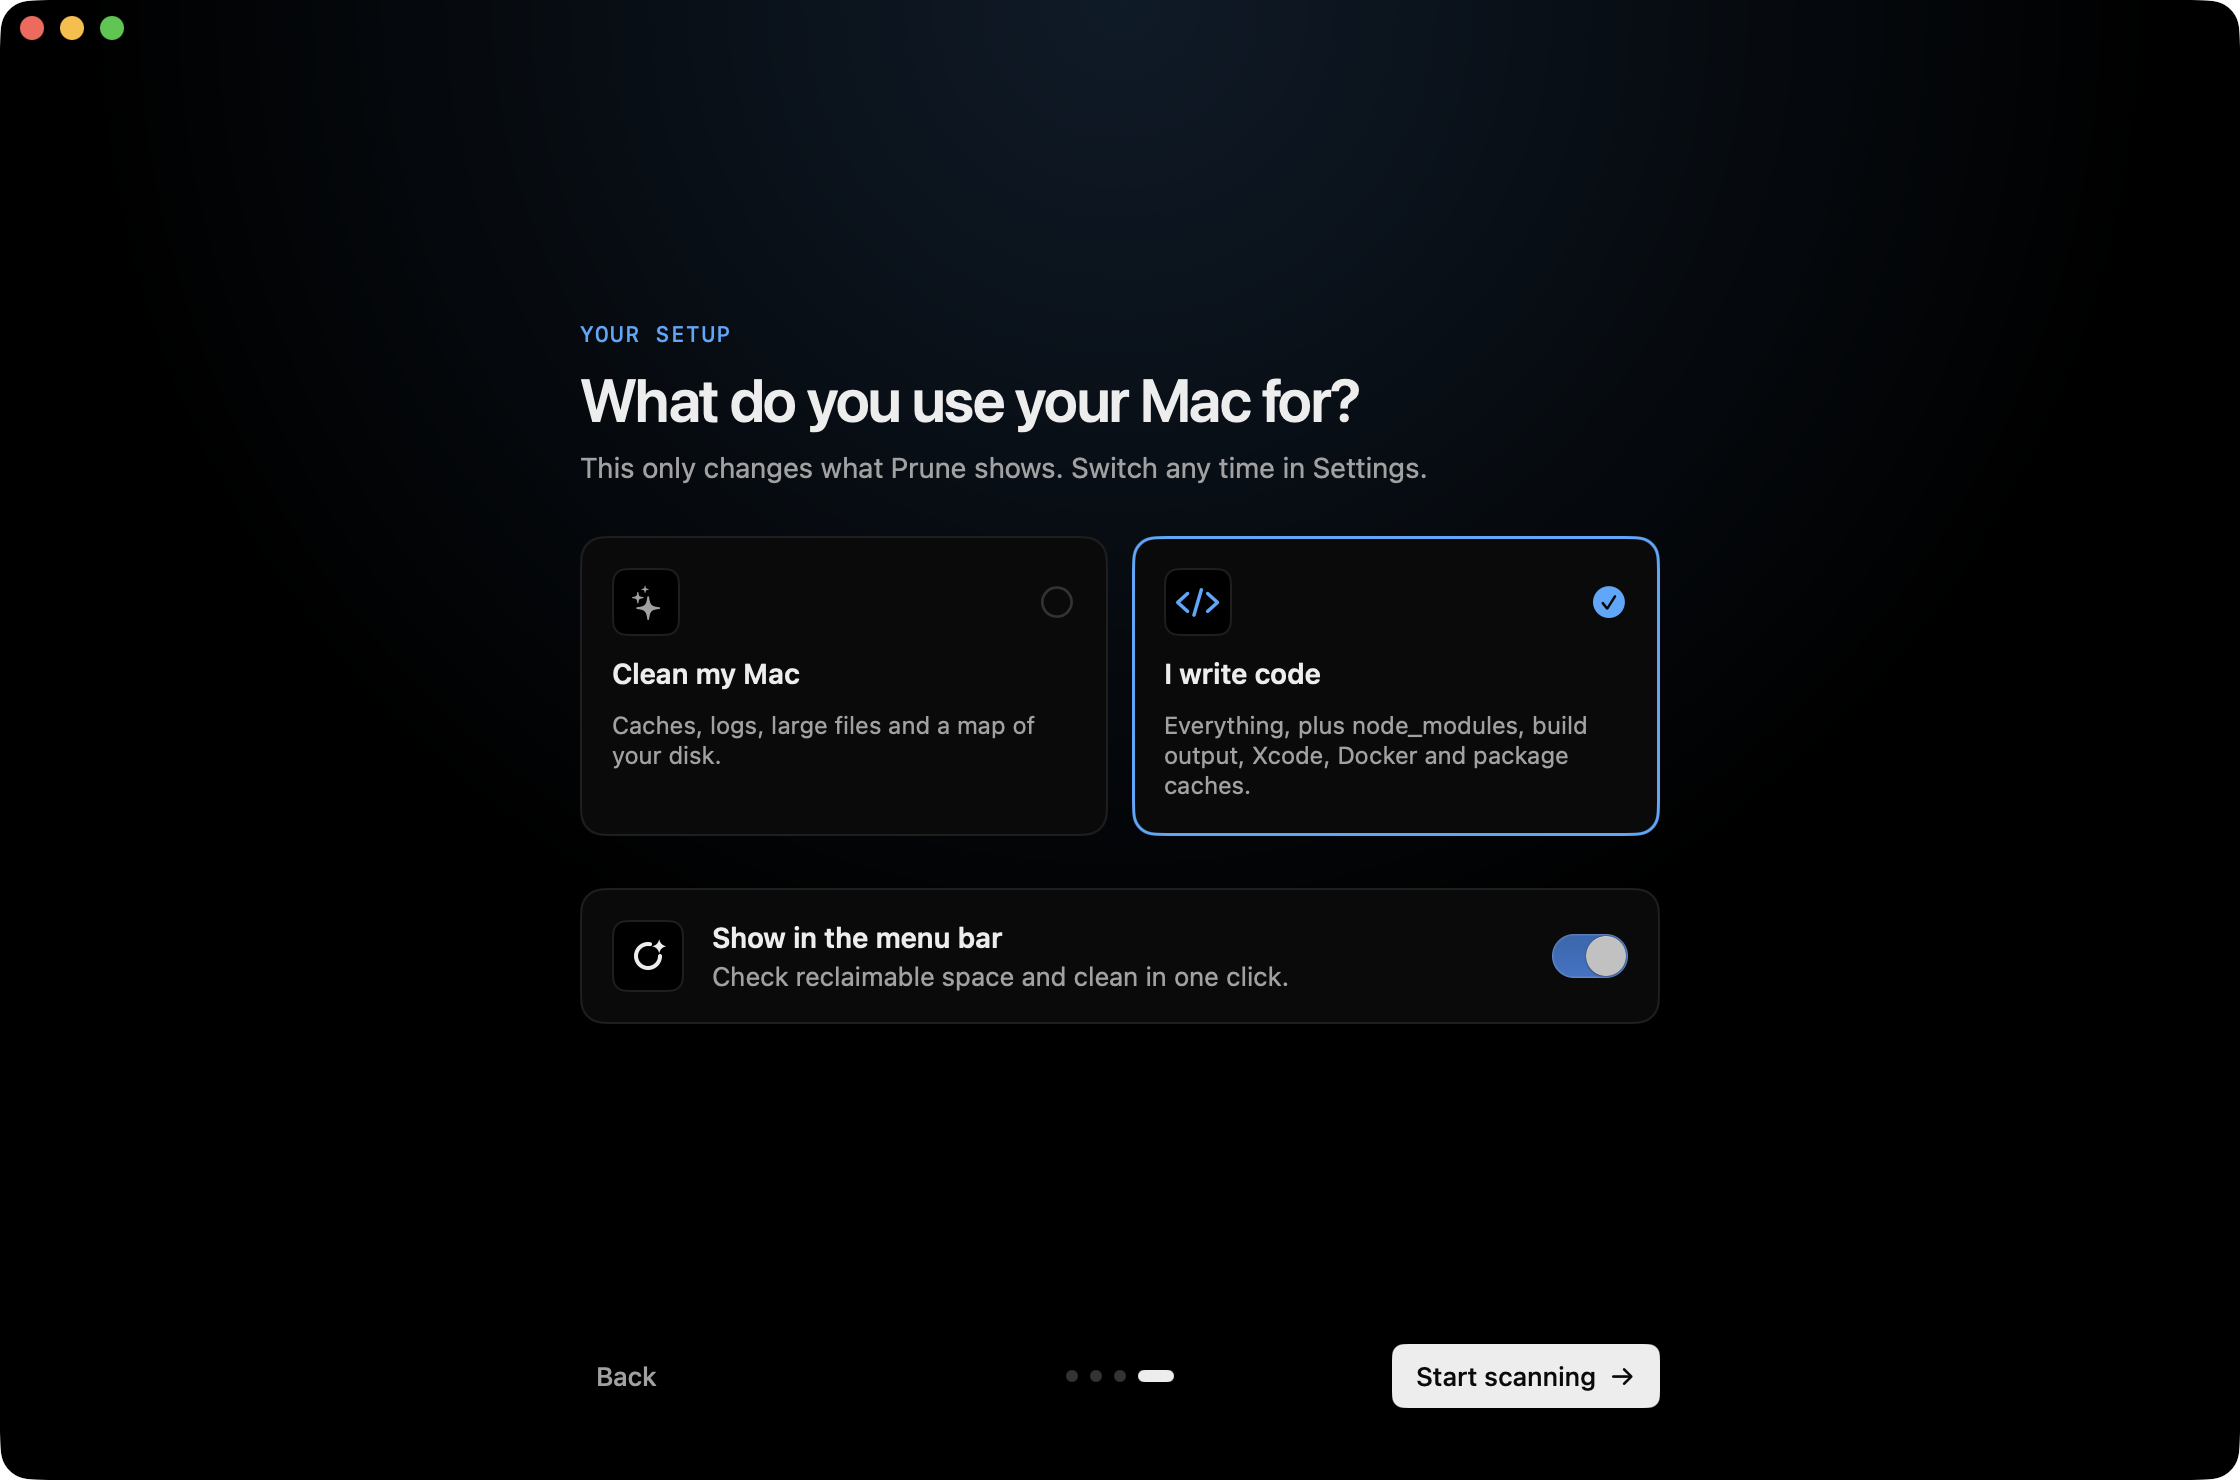 YOUR SETUP
What do you use your Mac for?
This only changes what Prune shows. Switch any time in Settings.
Clean my Mac
Caches, logs, large files and a map of
your disk.
I write code
Everything, plus node_modules, build
output, Xcode, Docker and package
caches.
Show in the menu bar
Check reclaimable space and clean in one click.
Back
Start scanning